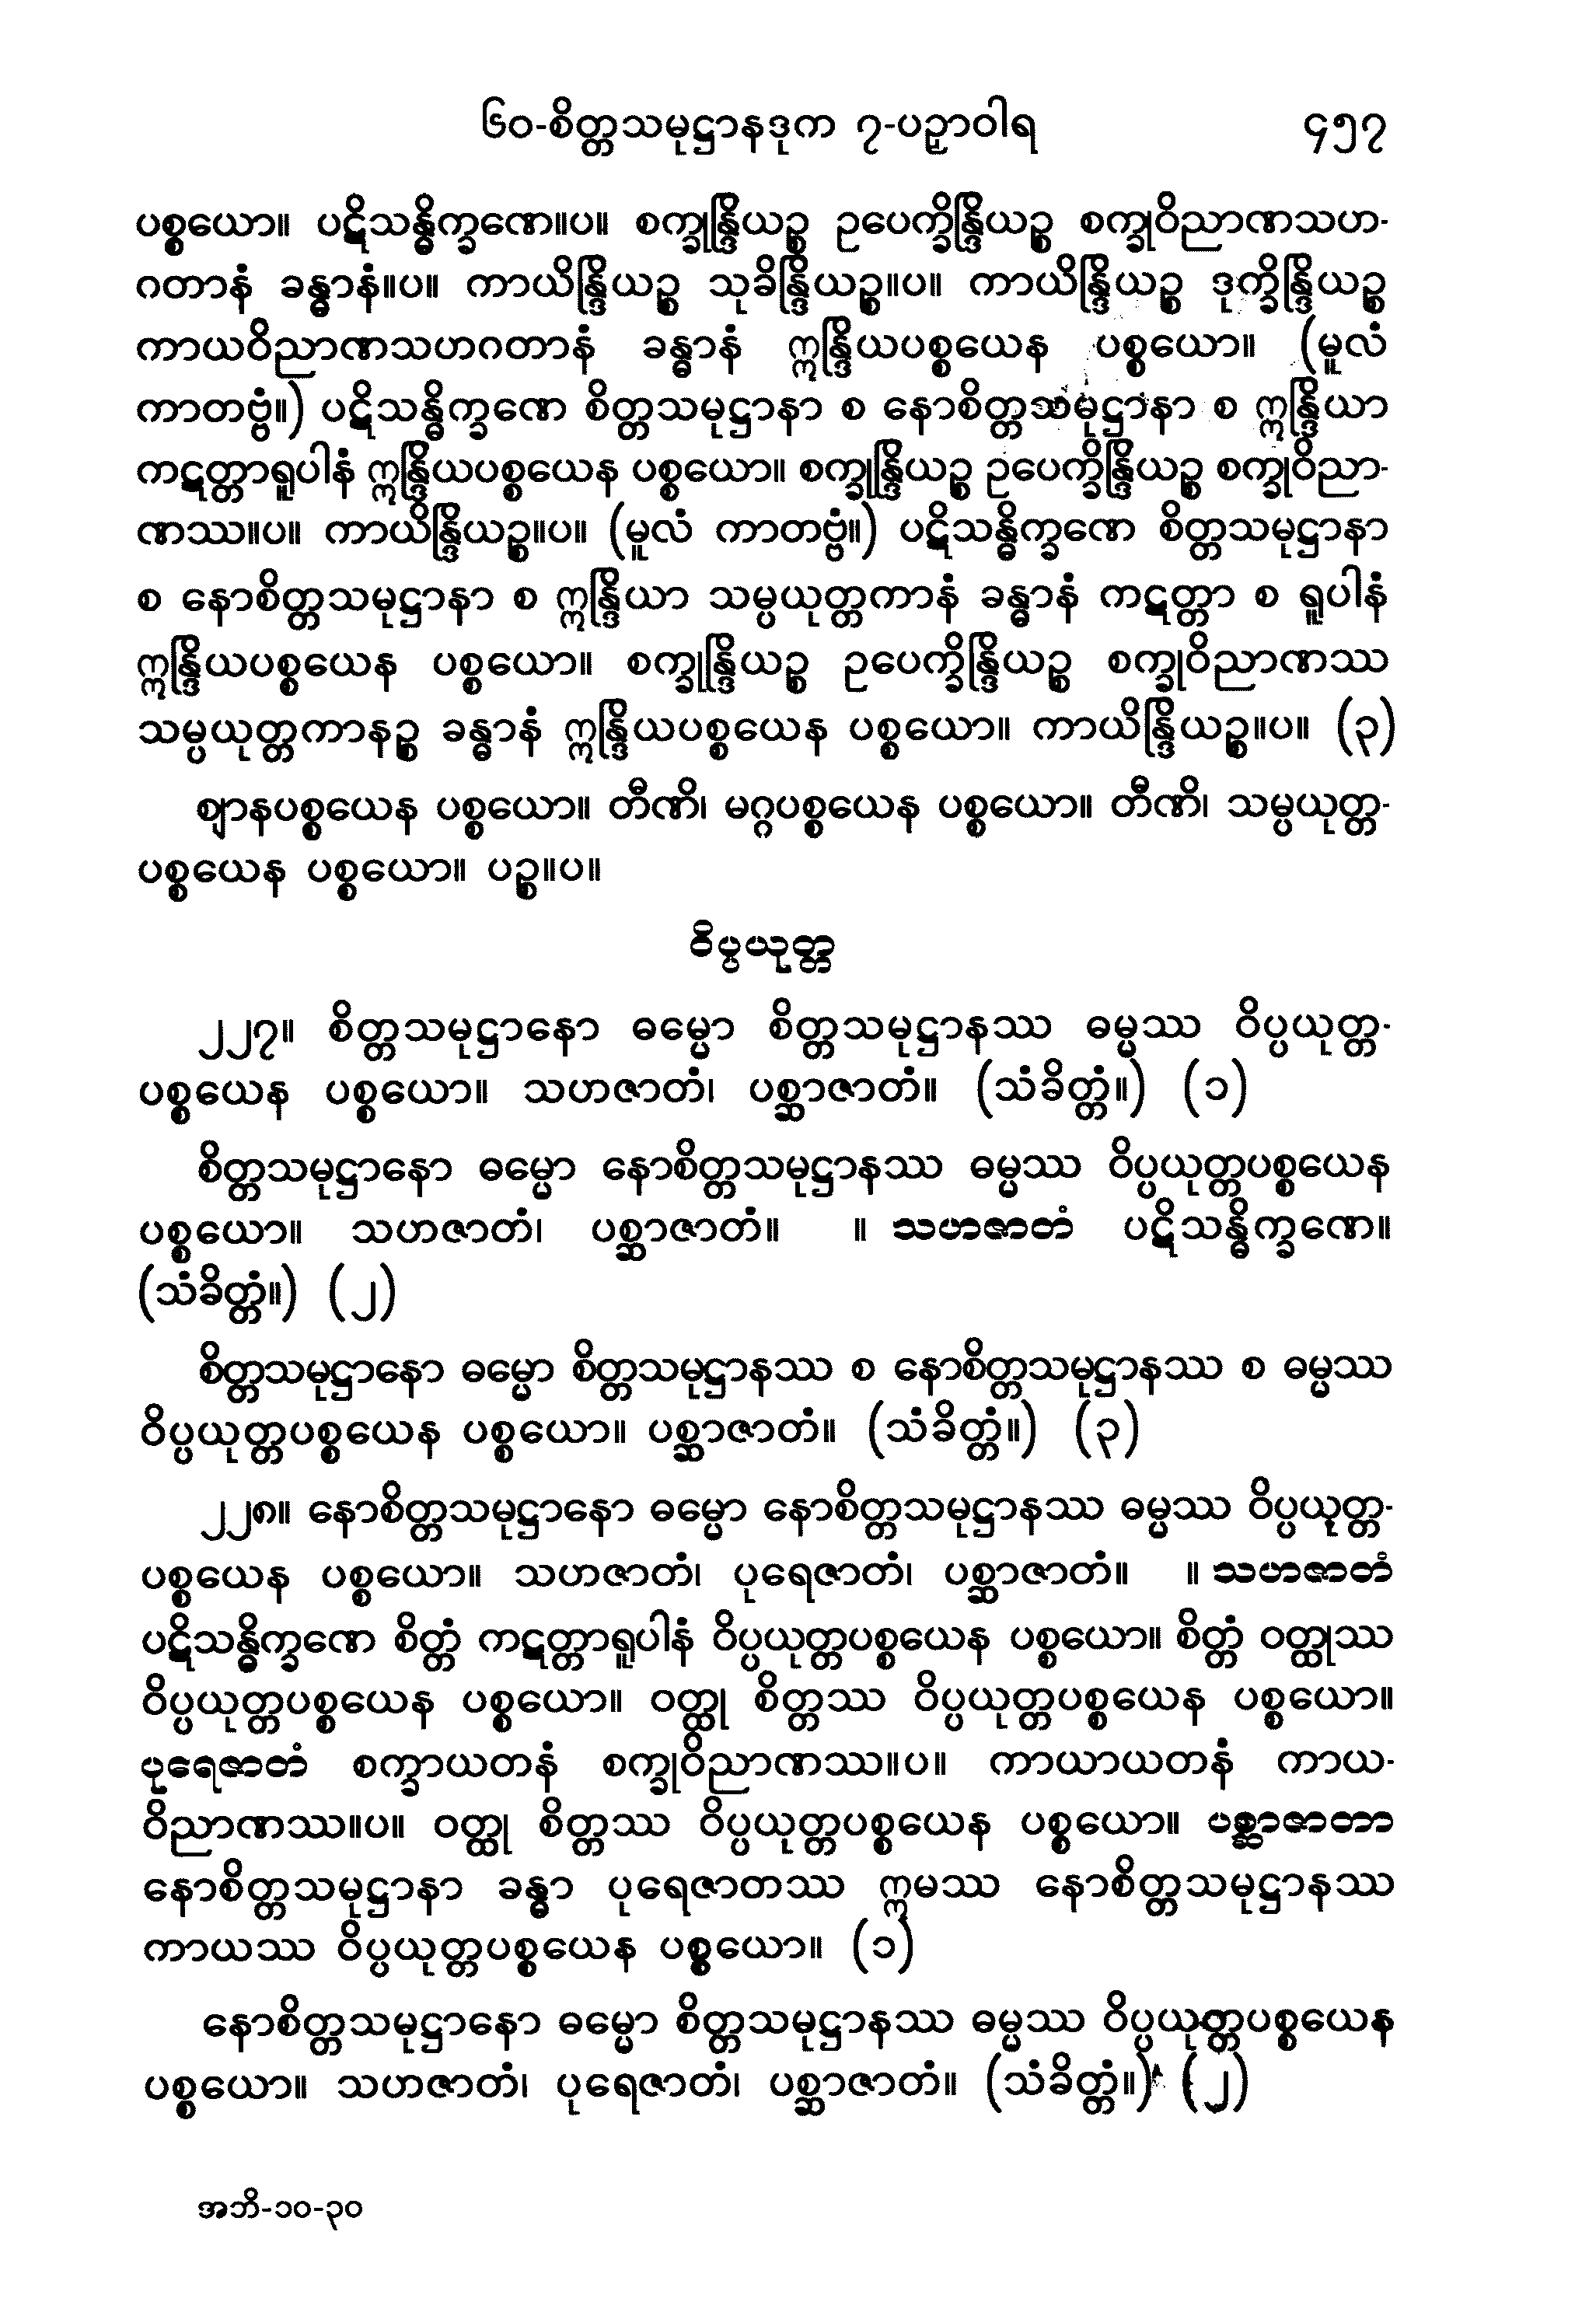 ၆၀-စိတ္တသမုဋ္ဌာနဒုက ၇-ပဉှာဝါရ ၄၅၇
ပစ္စယော။ ပဋိသန္ဓိက္ခဏေ။ပ။ စက္ခုန္ဒြိယဉ္စ ဥပေက္ခိန္ဒြိယဉ္စ စက္ခုဝိညာဏသဟ-
ဂတာနံ ခန္ဓာနံ။ပ။ ကာယိန္ဒြိယဉ္စ သုခိန္ဒြိယဉ္စ။ပ။ ကာယိန္ဒြိယဉ္စ ဒုက္ခိန္ဒြိယဉ္စ
ကာယဝိညာဏသဟဂတာနံ ခန္ဓာနံ ဣန္ဒြိယပစ္စယေန ပစ္စယော။ (မူလံ
ကာတဗ္ဗံ။) ပဋိသန္ဓိက္ခဏေ စိတ္တသမုဋ္ဌာနာ စ နောစိတ္တသမုဋ္ဌာနာ စ ဣန္ဒြိယာ
ကဋတ္တာရူပါနံ ဣန္ဒြိယပစ္စယေန ပစ္စယော။ စက္ခုန္ဒြိယဉ္စ ဥပေက္ခိန္ဒြိယဉ္စ စက္ခုဝိညာ-
ဏဿ။ပ။ ကာယိန္ဒြိယဉ္စ။ပ။ (မူလံ ကာတဗ္ဗံ။) ပဋိသန္ဓိက္ခဏေ စိတ္တသမုဋ္ဌာနာ
စ နောစိတ္တသမုဋ္ဌာနာ စ ဣန္ဒြိယာ သမ္ပယုတ္တကာနံ ခန္ဓာနံ ကဋတ္တာ စ ရူပါနံ
ဣန္ဒြိယပစ္စယေန ပစ္စယော။ စက္ခုန္ဒြိယဉ္စ ဥပေက္ခိန္ဒြိယဉ္စ စက္ခုဝိညာဏဿ
သမ္ပယုတ္တကာနဉ္စ ခန္ဓာနံ ဣန္ဒြိယပစ္စယေန ပစ္စယော။ ကာယိန္ဒြိယဉ္စ။ပ။ (၃)
ဈာနပစ္စယေန ပစ္စယော။ တီဏိ၊ မဂ္ဂပစ္စယေန ပစ္စယော။ တီဏိ၊ သမ္ပယုတ္တ-
ပစ္စယေန ပစ္စယော။ ပဉ္စ။ပ။
ဝိပ္ပယုတ္တ
၂၂၇။ စိတ္တသမုဋ္ဌာနော ဓမ္မော စိတ္တသမုဋ္ဌာနဿ ဓမ္မဿ ဝိပ္ပယုတ္တ-
ပစ္စယေန ပစ္စယော။ သဟဇာတံ၊ ပစ္ဆာဇာတံ။ (သံခိတ္တံ။) (၁)
စိတ္တသမုဋ္ဌာနော ဓမ္မော နောစိတ္တသမုဋ္ဌာနဿ ဓမ္မဿ ဝိပ္ပယုတ္တပစ္စယေန
ပစ္စယော။ သဟဇာတံ၊ ပစ္ဆာဇာတံ။ ။ သဟဇာတံ ပဋိသန္ဓိက္ခဏေ။
(သံခိတ္တံ။) (၂)
စိတ္တသမုဋ္ဌာနော ဓမ္မော စိတ္တသမုဋ္ဌာနဿ စ နောစိတ္တသမုဋ္ဌာနဿ စ ဓမ္မဿ
ဝိပ္ပယုတ္တပစ္စယေန ပစ္စယော။ ပစ္ဆာဇာတံ။ (သံခိတ္တံ။) (၃)
၂၂၈။ နောစိတ္တသမုဋ္ဌာနော ဓမ္မော နောစိတ္တသမုဋ္ဌာနဿ ဓမ္မဿ ဝိပ္ပယုတ္တ-
ပစ္စယေန ပစ္စယော။ သဟဇာတံ၊ ပုရေဇာတံ၊ ပစ္ဆာဇာတံ။ ။ သဟဇာတံ
ပဋိသန္ဓိက္ခဏေ စိတ္တံ ကဋတ္တာရူပါနံ ဝိပ္ပယုတ္တပစ္စယေန ပစ္စယော။ စိတ္တံ ဝတ္ထုဿ
ဝိပ္ပယုတ္တပစ္စယေန ပစ္စယော။ ဝတ္ထု စိတ္တဿ ဝိပ္ပယုတ္တပစ္စယေန ပစ္စယော။
ပုရေဇာတံ စက္ခာယတနံ စက္ခုဝိညာဏဿ။ပ။ ကာယာယတနံ ကာယ-
ဝိညာဏဿ။ပ။ ဝတ္ထု စိတ္တဿ ဝိပ္ပယုတ္တပစ္စယေန ပစ္စယော။ ပစ္ဆာဇာတာ
နောစိတ္တသမုဋ္ဌာနာ ခန္ဓာ ပုရေဇာတဿ ဣမဿ နောစိတ္တသမုဋ္ဌာနဿ
ကာယဿ ဝိပ္ပယုတ္တပစ္စယေန ပစ္စယော။ (၁)
နောစိတ္တသမုဋ္ဌာနော ဓမ္မော စိတ္တသမုဋ္ဌာနဿ ဓမ္မဿ ဝိပ္ပယုတ္တပစ္စယေန
ပစ္စယော။ သဟဇာတံ၊ ပုရေဇာတံ၊ ပစ္ဆာဇာတံ။ (သံခိတ္တံ။) (၂)
အဘိ-၁၀-၃၀